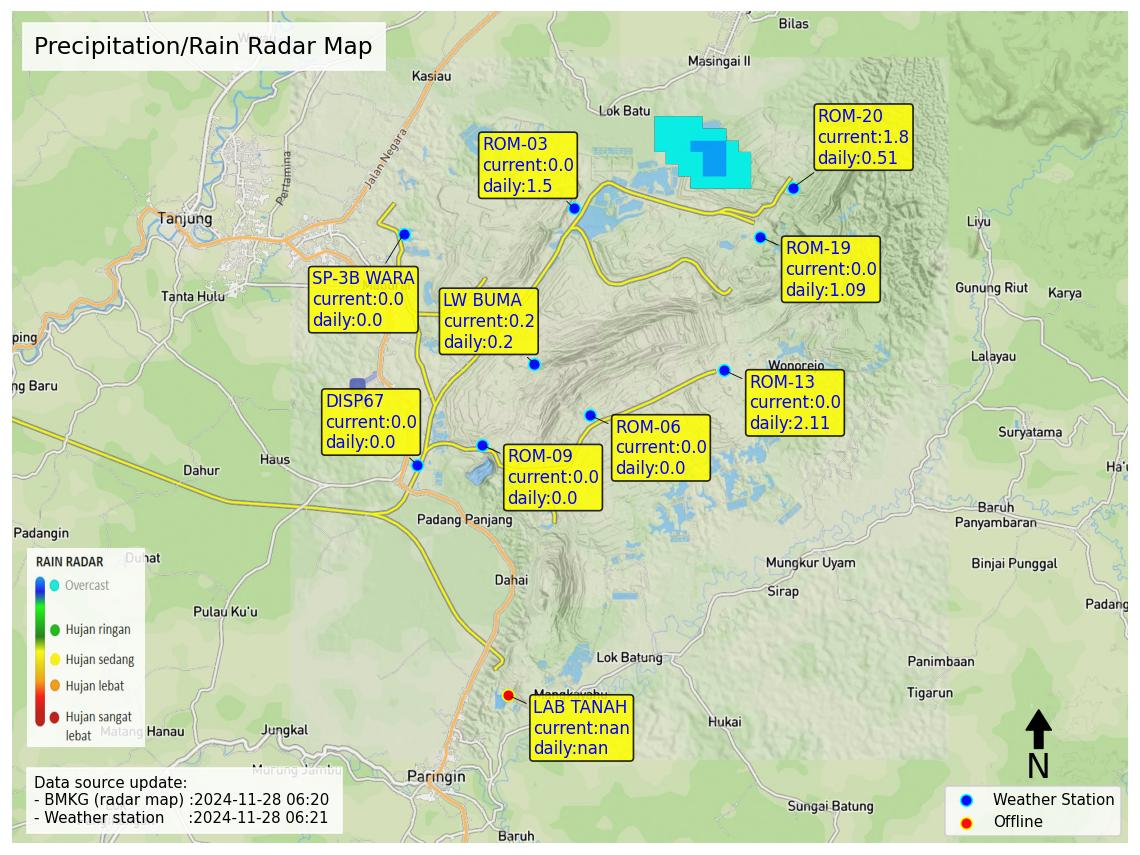 Precipitation/Rain Radar Map
Bilas
Masingai II
Kasiau
Lok Batu
Jalan Negara
Pertamina
Tanjung
Tanta Hulu
ROM-03
current:0.0
daily:1.5
ROM-20
current:1.8
daily:0.51
ROM-19
current:0.0
daily:1.09
SP-3B WARA
current:0.0
daily:0.0
LW BUMA
current:0.2
daily:0.2
Liyu
Gunung Riut
Karya
Lalayau
ping
ng Baru
Wonorejo
ROM-13
current:0.0
daily:2.11
DISP67
current:0.0
daily:0.0
ROM-06
current:0.0
daily:0.0
ROM-09
current:0.0
daily:0.0
Suryatama
Ha'u
Haus
Dahur
Padangin
Duhat
Padang Panjang
Baruh
Panyambaran
Binjai Punggal
Mungkur Uyam
Sirap
Padang
Dahai
Pulau Ku'u
RAIN RADAR
Overcast
Hujan ringan
Hujan sedang
Hujan lebat
Hujan sangat
lebat
Lok Batung
Panimbaan
Tigarun
Mangkayahu
LAB TANAH
current:nan
daily:nan
Hukai
Matang Hanau
Jungkal
Murung Jambu
Paringin
Sungai Batung
Baruh
Data source update:
- BMKG (radar map) :2024-11-28 06:20
- Weather station :2024-11-28 06:21
N
Weather Station
Offline